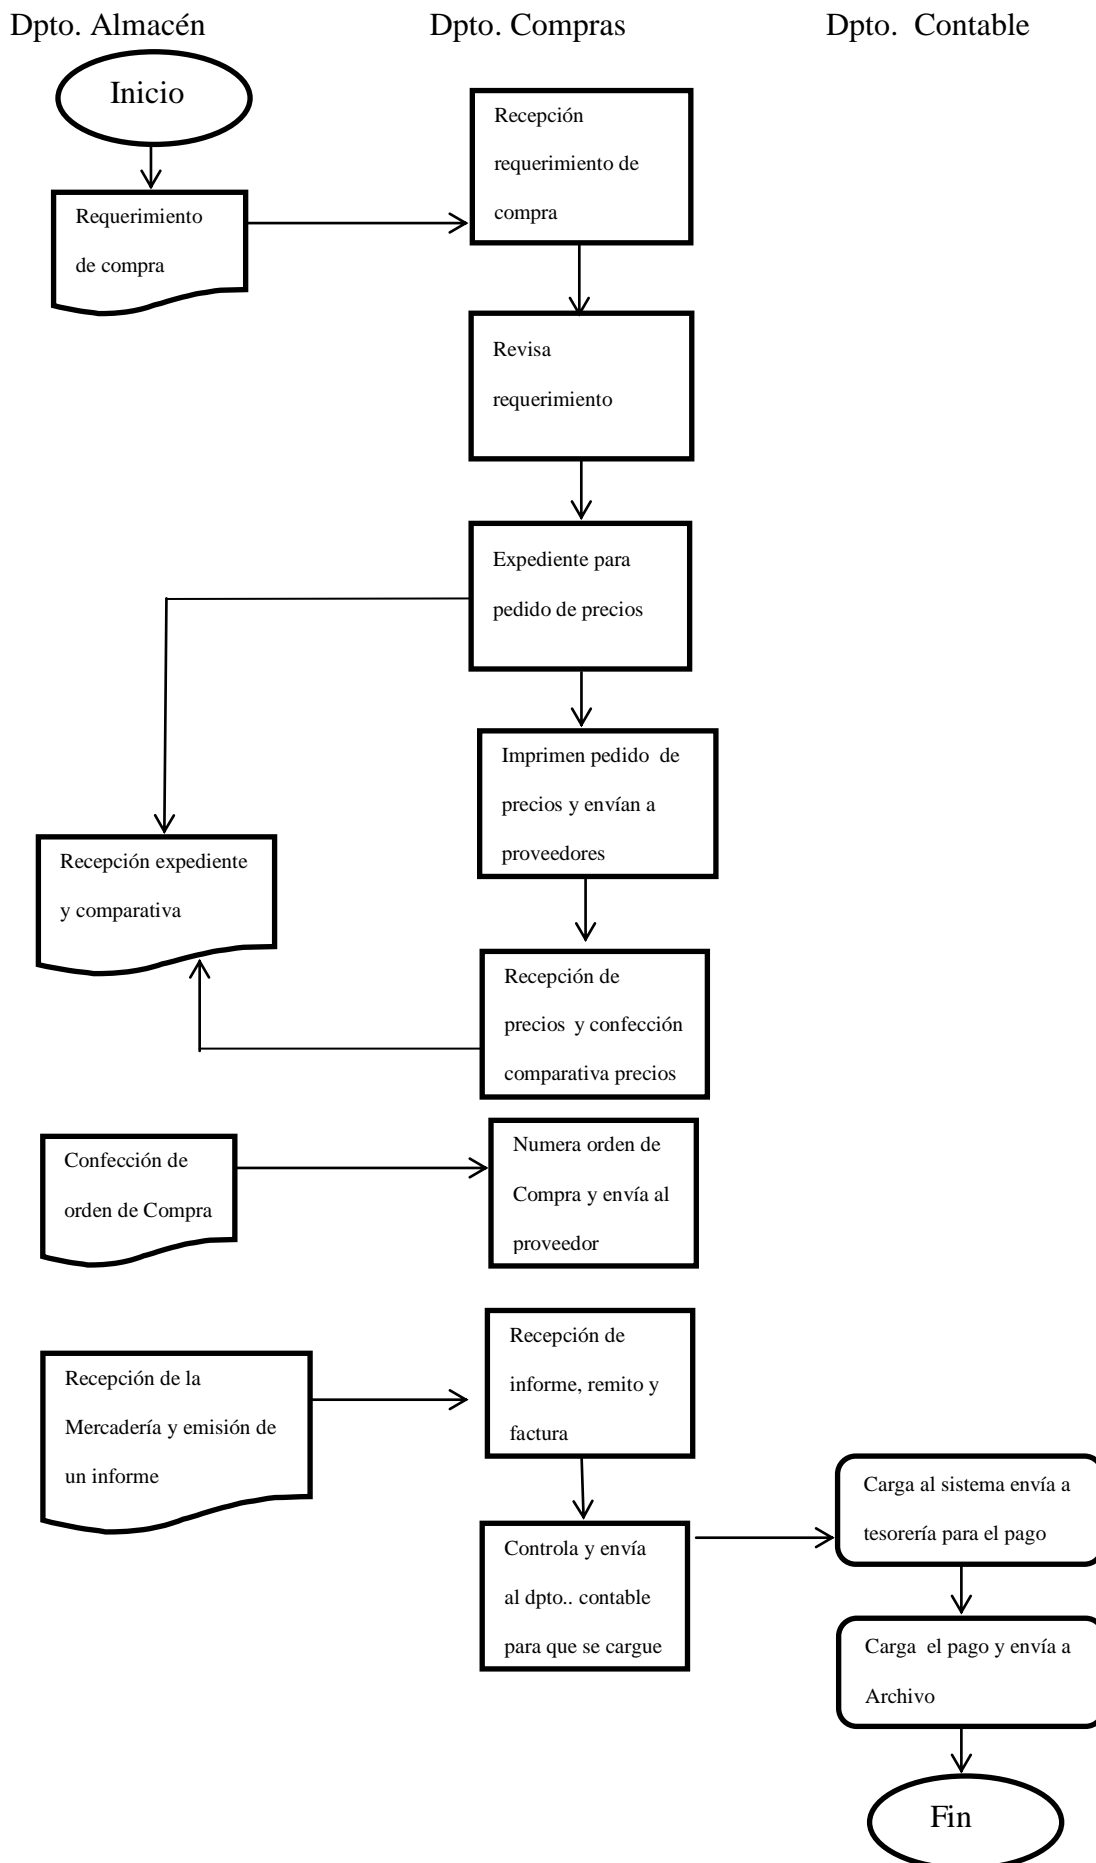 Dpto. Almacén
Dpto. Compras
Dpto. Contable
Inicio
Recepción
requerimiento de
compra
Requerimiento
de compra
Revisa
requerimiento
Expediente para
pedido de precios
Imprimen pedido de
precios y envían a
proveedores
Recepción expediente
y comparativa
Recepción de
precios y confección
comparativa precios
Confección de
orden de Compra
Numera orden de
Compra y envía al
proveedor
Recepción de la
Mercadería y emisión de
un informe
Recepción de
informe, remito y
factura
Controla y envía
al dpto.. contable
para que se cargue
Carga al sistema envía a
tesorería para el pago
Carga el pago y envía a
Archivo
Fin